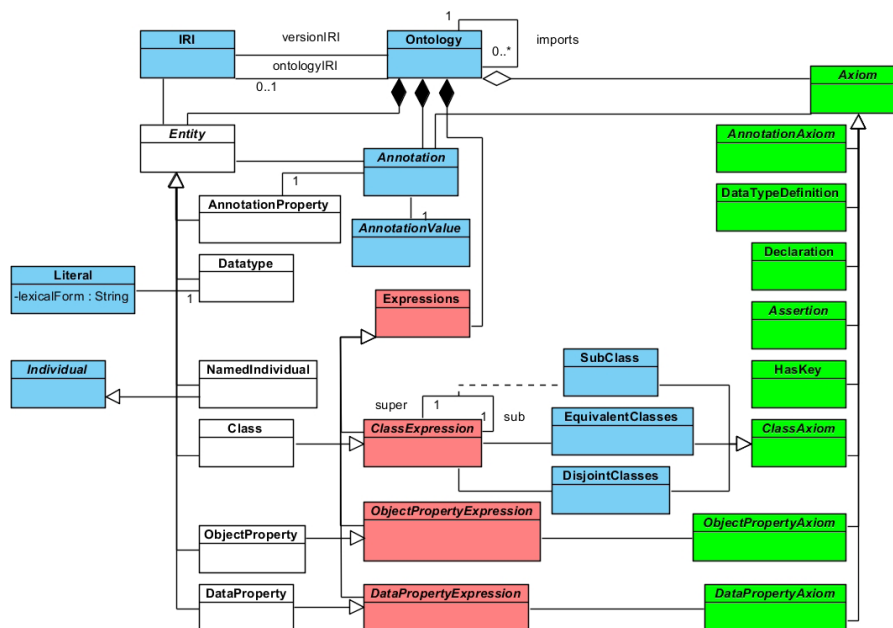 IRI
versionIRI
Ontology
1
imports
0..*
ontologyIRI
0..1
Axiom
Entity
AnnotationAxiom
Annotation
1
AnnotationProperty
DataTypeDefinition
1
AnnotationValue
Datatype
Declaration
Literal
-lexicalForm : String
1
Expressions
Assertion
SubClass
Individual
NamedIndividual
HasKey
super
1
1
sub
EquivalentClasses
Class
ClassExpression
ClassAxiom
DisjointClasses
ObjectPropertyExpression
ObjectProperty
ObjectPropertyAxiom
DataProperty
DataPropertyExpression
DataPropertyAxiom